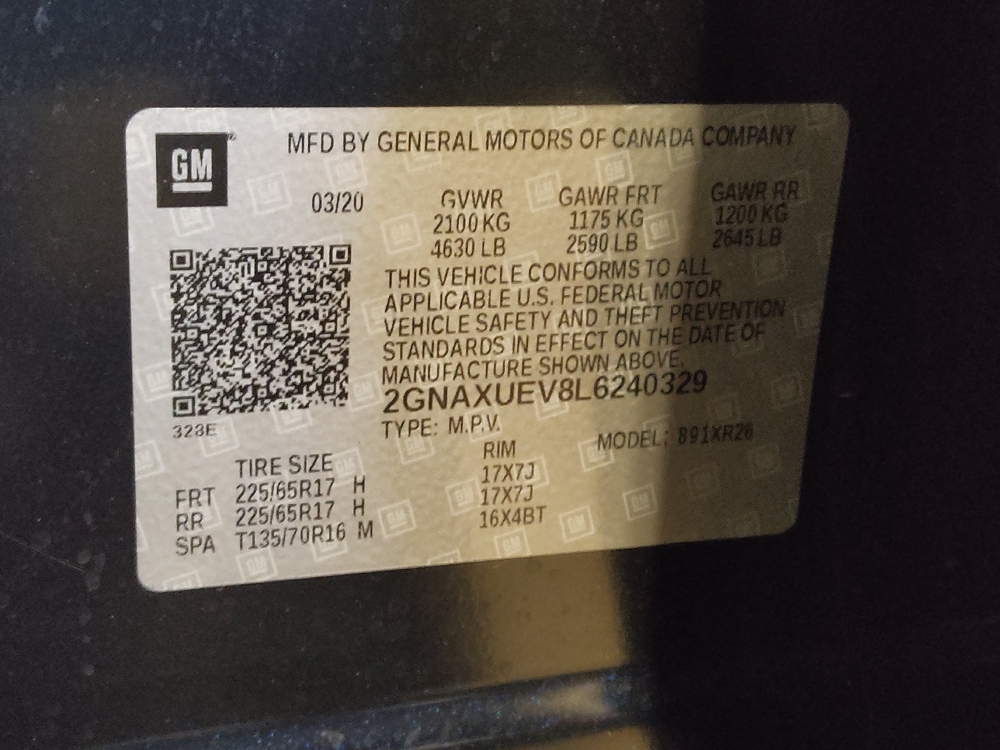 GM
MFD BY GENERAL MOTORS OF CANADA COMPANY
03/20 GVWR GAWR FRT GAWR RR
2100 KG 1175 KG 1200 KG
4630 LB 2590 LB 2645 LB
THIS VEHICLE CONFORMS TO ALL
APPLICABLE U.S. FEDERAL MOTOR
VEHICLE SAFETY AND THEFT PREVENTION
STANDARDS IN EFFECT ON THE DATE OF
MANUFACTURE SHOWN ABOVE.
2GNAXUEV8L6240329
328E
TYPE: M.P.V. MODEL: 891XR26
TIRE SIZE RIM
FRT 225/65R17 H 17X7J
RR 225/65R17 H 17X7J
SPA T135/70R16 M 16X4BT